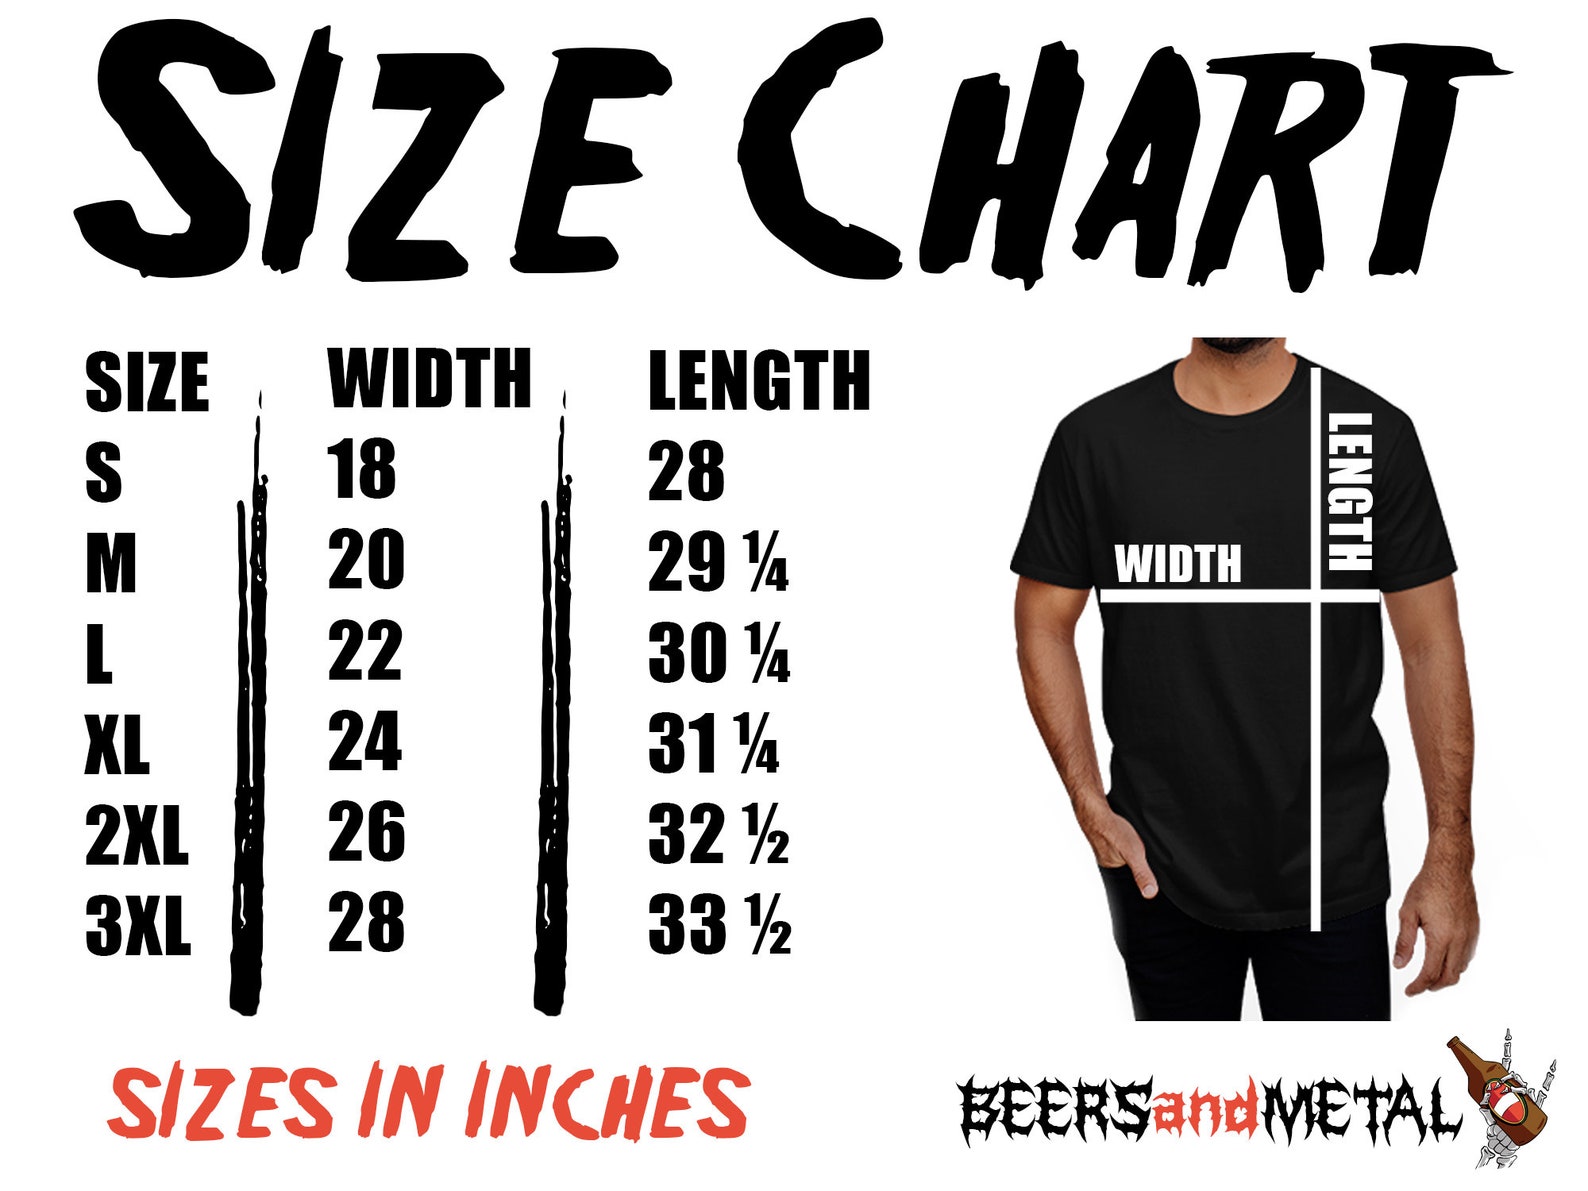 SIZE CHART
SIZE WIDTH LENGTH
S 18 28
M 20 29 ¼
L 22 30 ¼
XL 24 31 ¼
2XL 26 32 ½
3XL 28 33 ½
SIZES IN INCHES
WIDTH
LENGTH
BEERSandMETAL